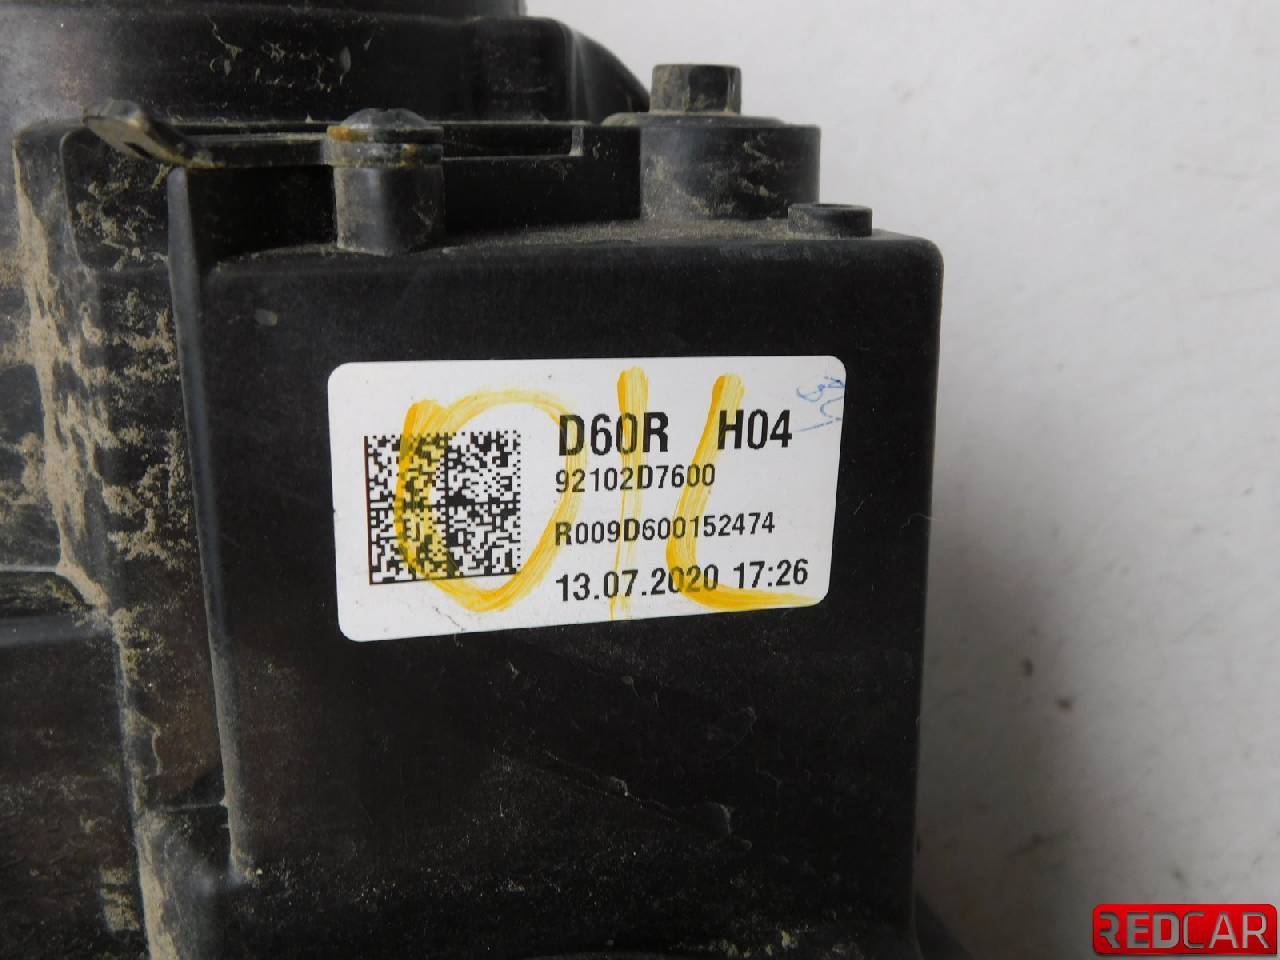 D60R H04
92102D7600
R009D600152474
13.07.2020 17:26
OIL
REDCAR